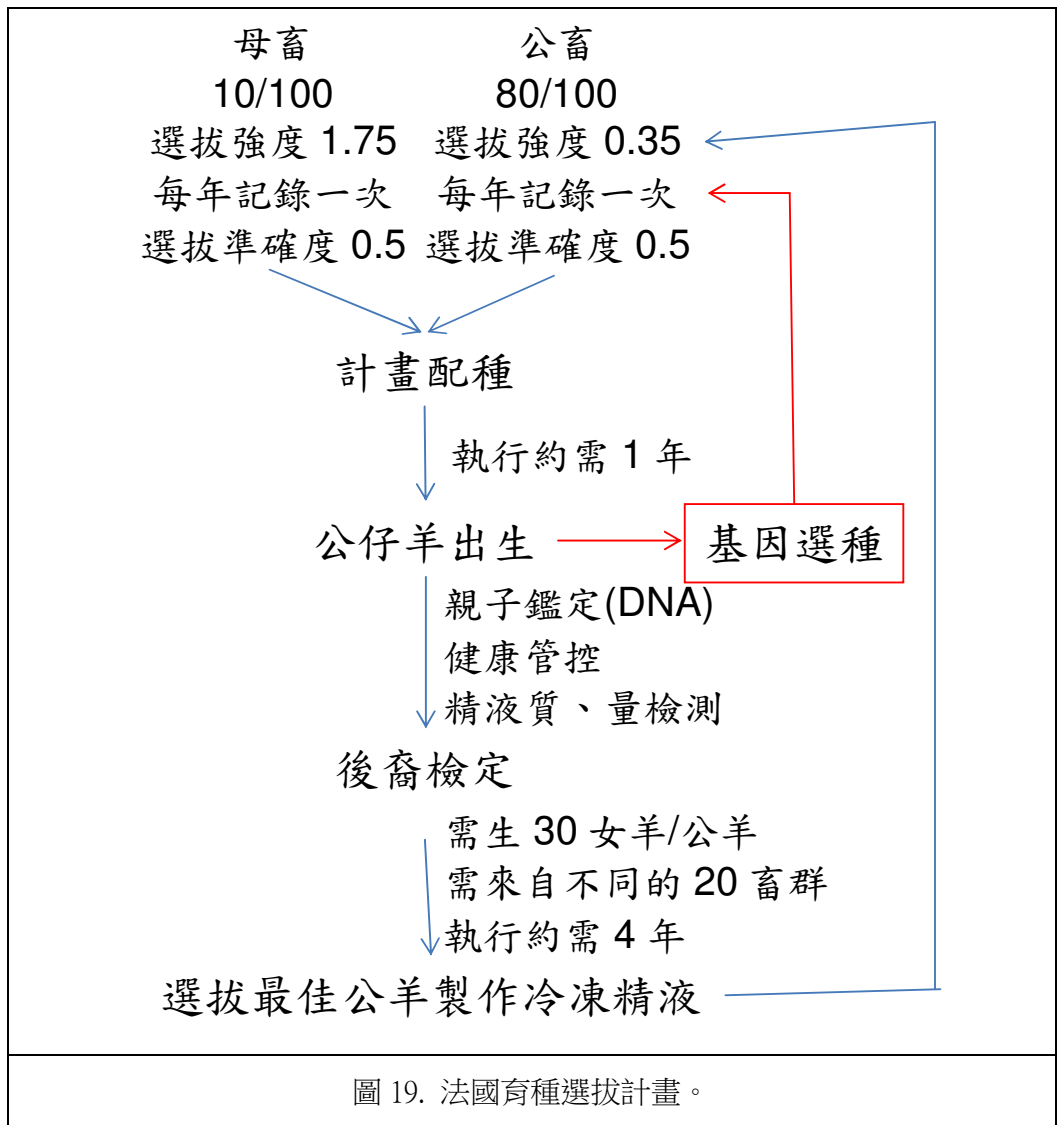 母畜 公畜
10/100 80/100
選拔強度 1.75 選拔強度 0.35
每年記錄一次 每年記錄一次
選拔準確度 0.5 選拔準確度 0.5
計畫配種
執行約需 1 年
公仔羊出生 基因選種
親子鑑定(DNA)
健康管控
精液質、量檢測
後裔檢定
需生 30 女羊/公羊
需來自不同的 20 畜群
執行約需 4 年
選拔最佳公羊製作冷凍精液
圖 19. 法國育種選拔計畫。